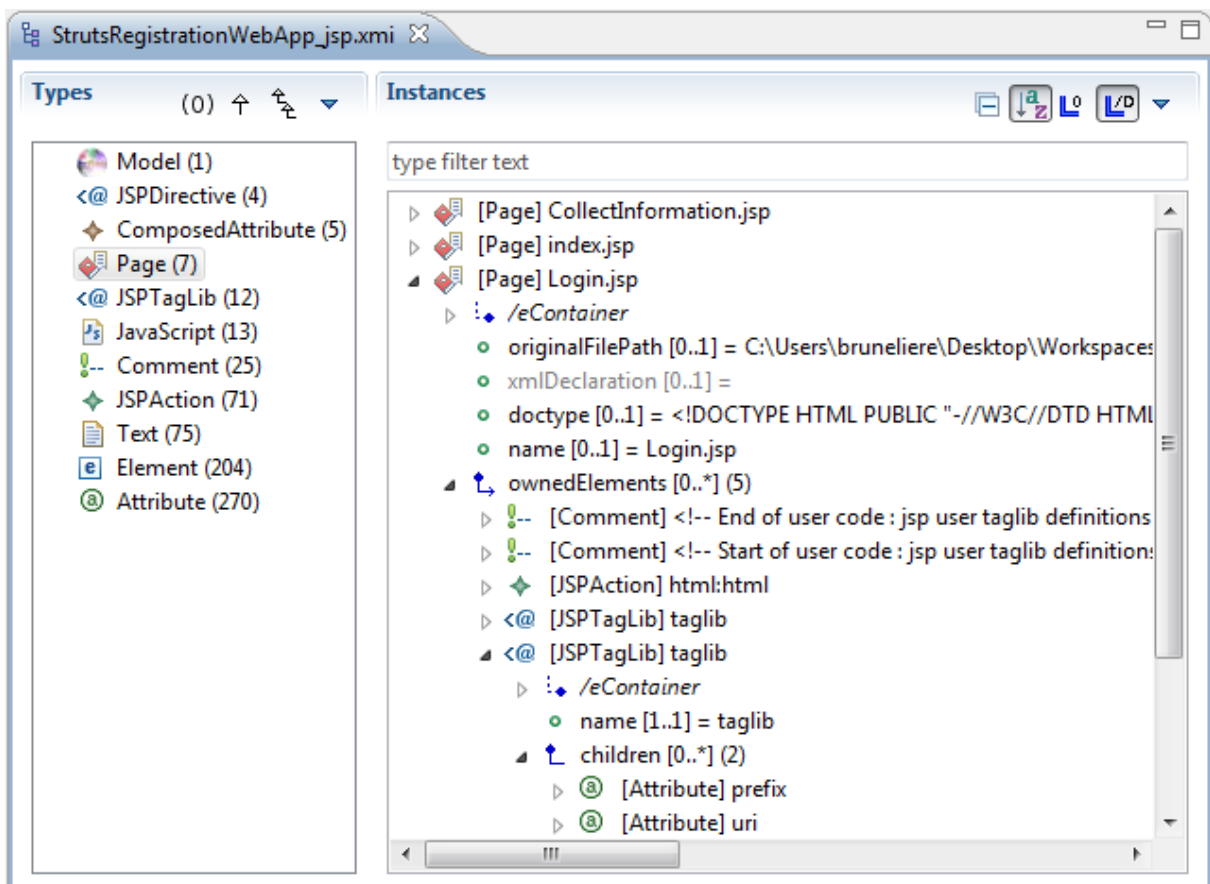 StrutsRegistrationWebApp_jsp.xmi
Types
(0)
Instances
type filter text
Model (1)
JSPDirective (4)
ComposedAttribute (5)
Page (7)
JSPTagLib (12)
JavaScript (13)
Comment (25)
JSPAction (71)
Text (75)
Element (204)
Attribute (270)
[Page] CollectInformation.jsp
[Page] index.jsp
[Page] Login.jsp
/eContainer
originalFilePath [0..1] = C:\Users\bruneliere\Desktop\Workspaces
xmlDeclaration [0..1] =
doctype [0..1] = <!DOCTYPE HTML PUBLIC "-//W3C//DTD HTML
name [0..1] = Login.jsp
ownedElements [0..*] (5)
[Comment] <!-- End of user code : jsp user taglib definitions
[Comment] <!-- Start of user code : jsp user taglib definitions
[JSPAction] html:html
[JSPTagLib] taglib
[JSPTagLib] taglib
/eContainer
name [1..1] = taglib
children [0..*] (2)
[Attribute] prefix
[Attribute] uri